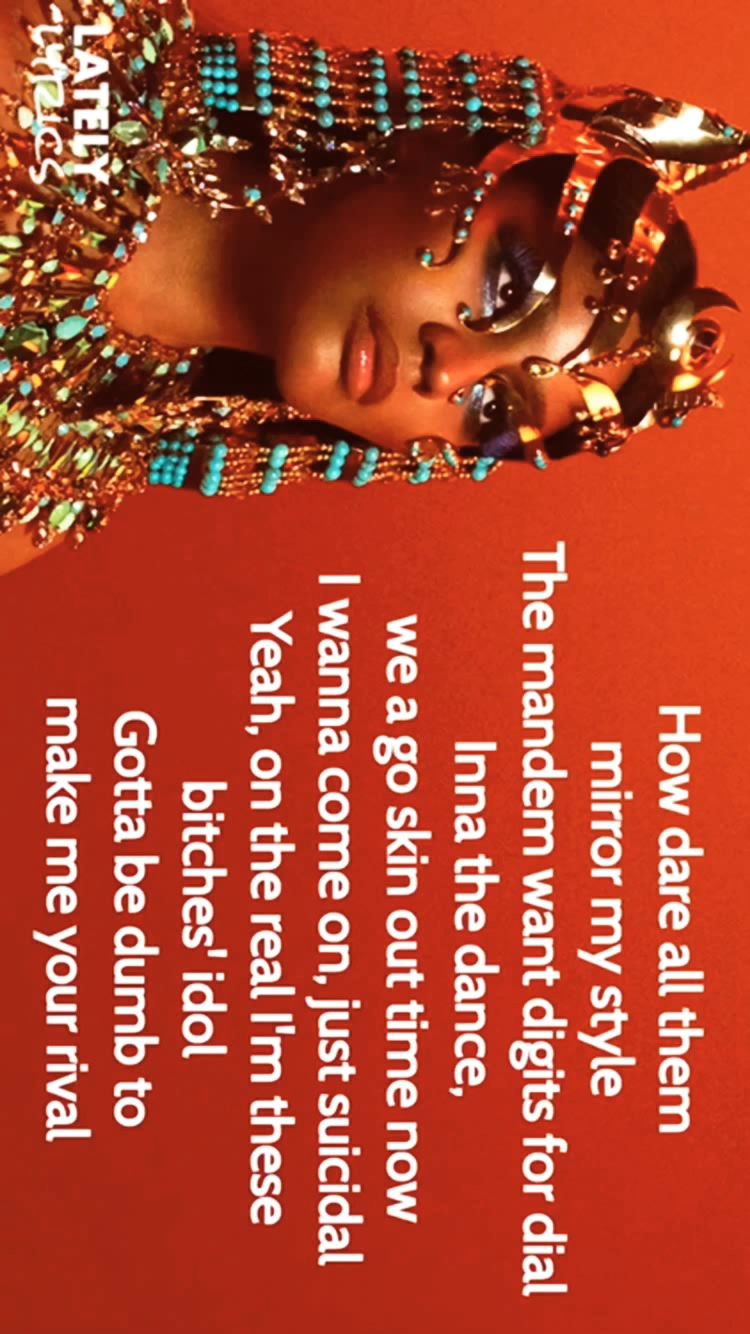 How dare all them
mirror my style
The mandem want digits for dial
Inna the dance,
we a go skin out time now
I wanna come on, just suicidal
Yeah, on the real I'm these
bitches' idol
Gotta be dumb to
make me your rival
LATELY
lyrics